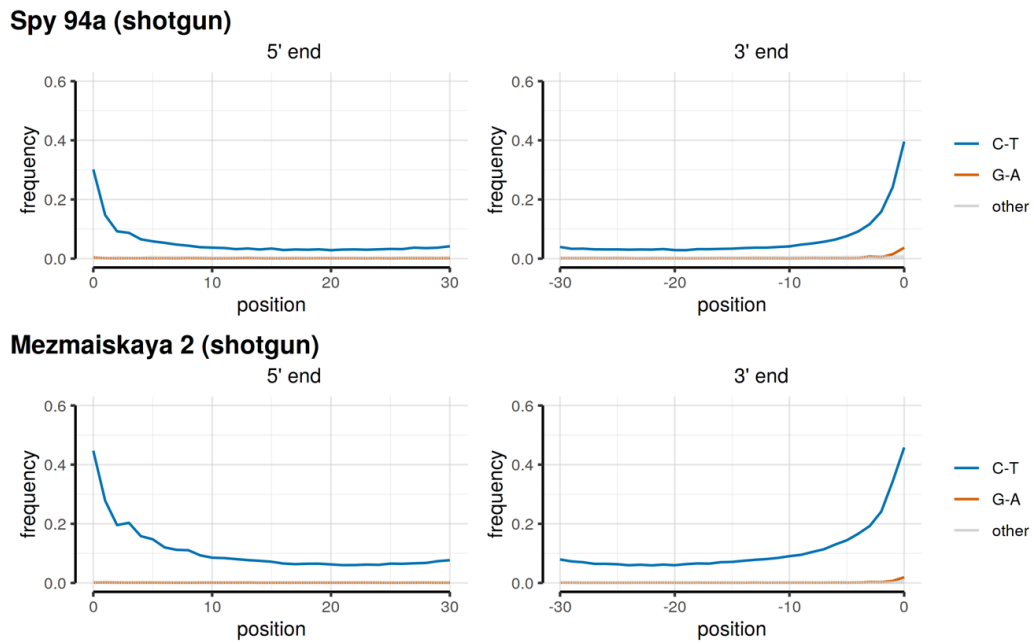 Spy 94a (shotgun)
5' end
3' end
0.6
0.4
0.2
0.0
frequency
0
10
20
30
position
0.6
0.4
0.2
0.0
frequency
-30
-20
-10
0
position
C-T
G-A
other
Mezmaiskaya 2 (shotgun)
5' end
3' end
0.6
0.4
0.2
0.0
frequency
0
10
20
30
position
0.6
0.4
0.2
0.0
frequency
-30
-20
-10
0
position
C-T
G-A
other